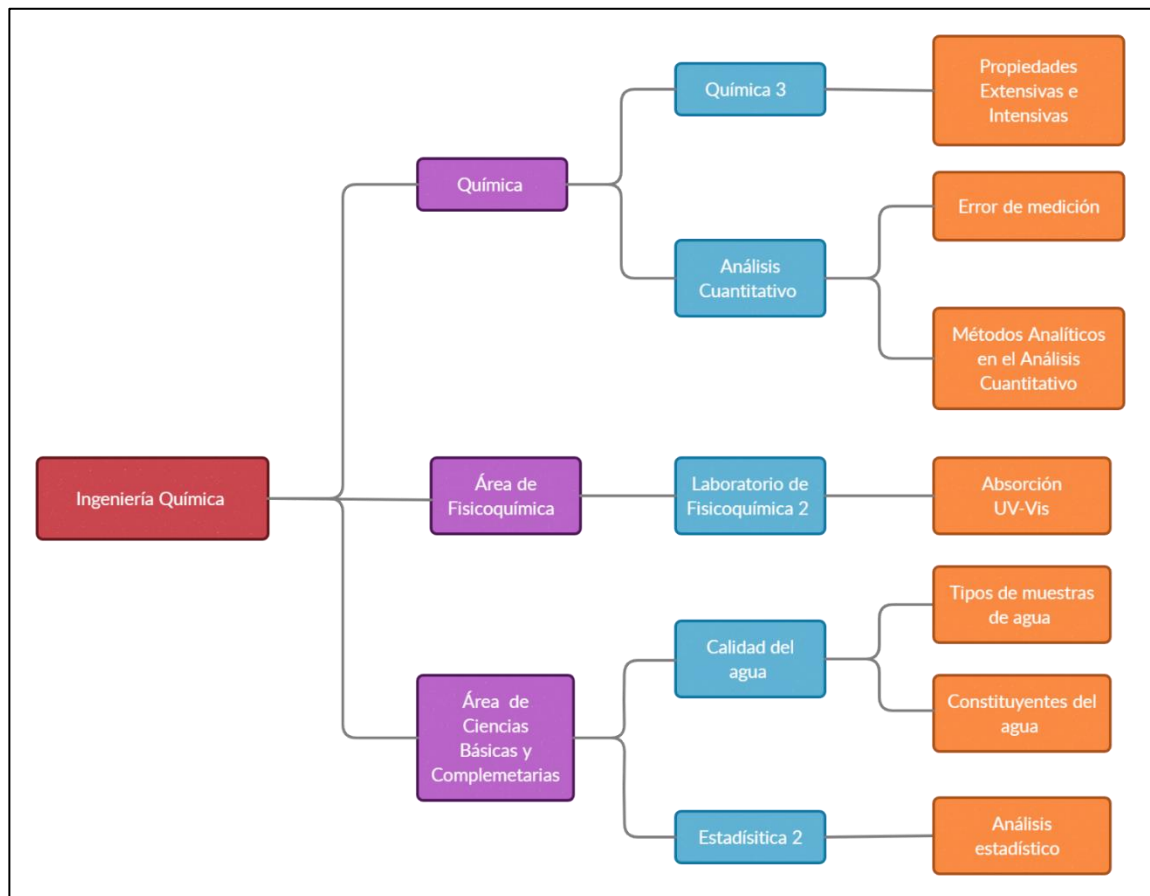 Ingeniería Química
Química
Química 3
Propiedades
Extensivas e
Intensivas
Análisis
Cuantitativo
Error de medición
Métodos Analíticos
en el Análisis
Cuantitativo
Área de
Fisicoquímica
Laboratorio de
Fisicoquímica 2
Absorción
UV-Vis
Área de
Ciencias
Básicas y
Complemetarias
Calidad del
agua
Tipos de muestras
de agua
Constituyentes del
agua
Estadísitica 2
Análisis
estadístico